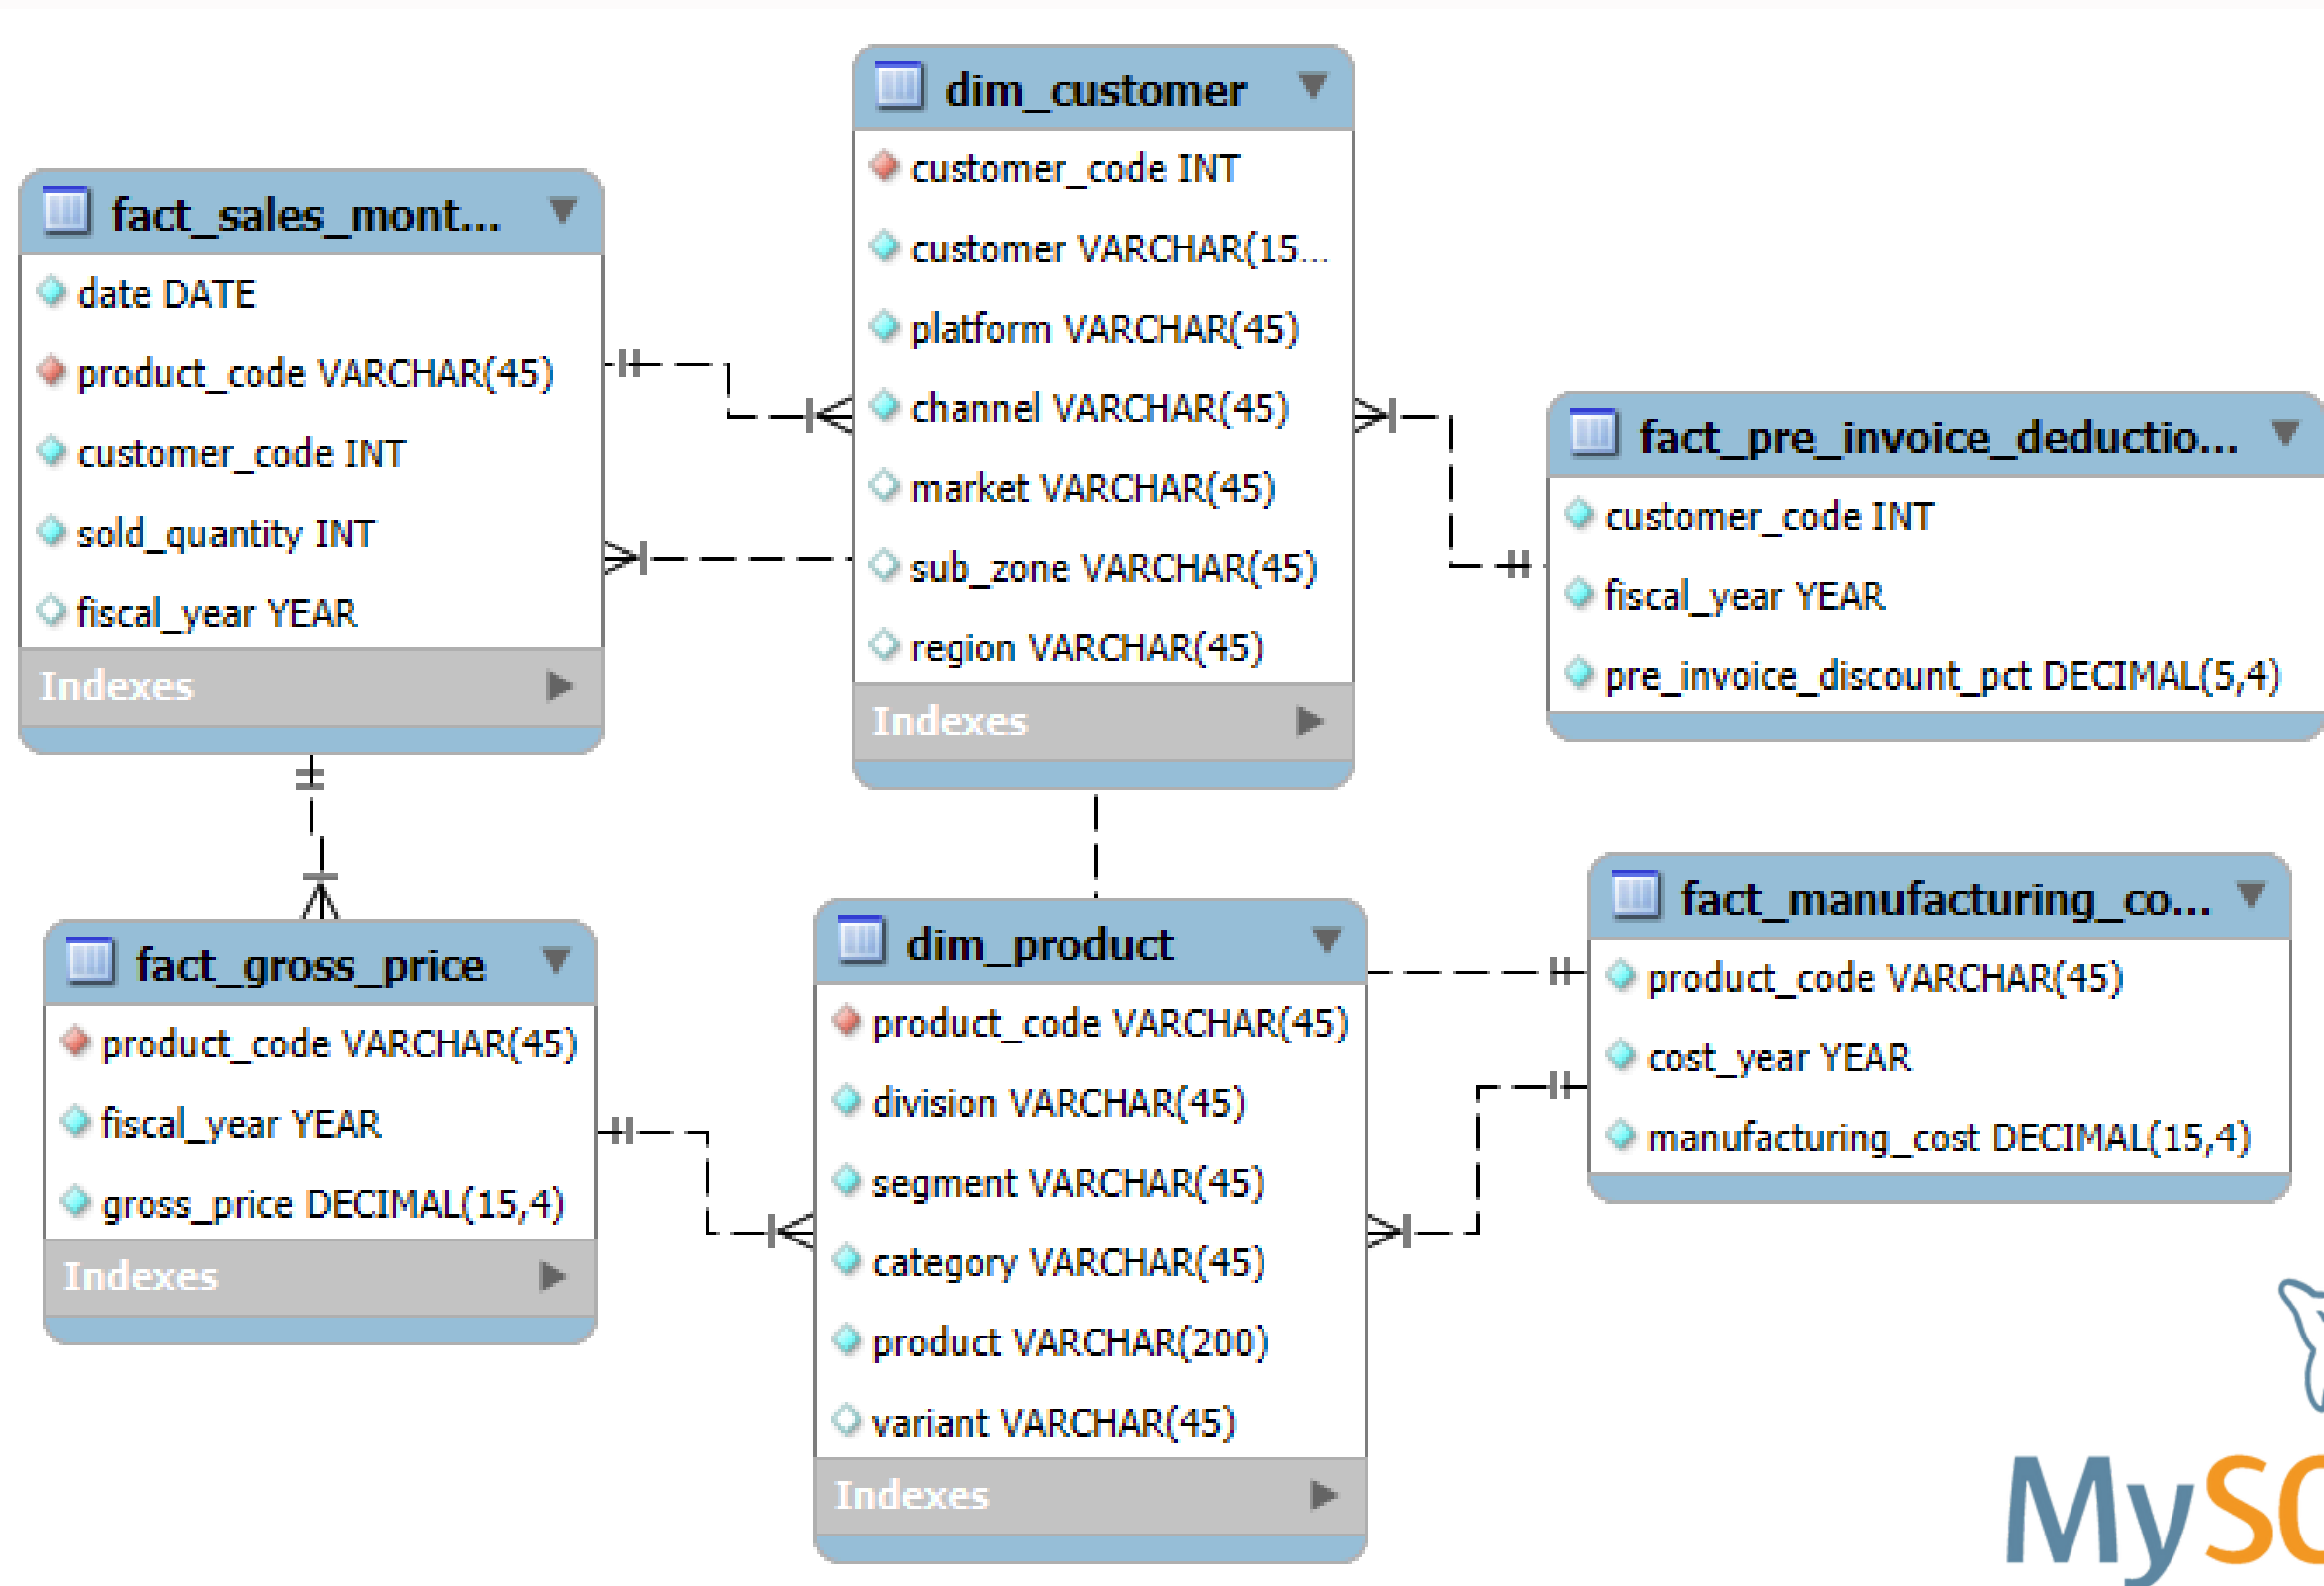 dim_customer
customer_code INT
customer VARCHAR(15...
platform VARCHAR(45)
channel VARCHAR(45)
market VARCHAR(45)
sub_zone VARCHAR(45)
region VARCHAR(45)
Indexes
fact_sales_mont...
date DATE
product_code VARCHAR(45)
customer_code INT
sold_quantity INT
fiscal_year YEAR
Indexes
fact_pre_invoice_deductio...
customer_code INT
fiscal_year YEAR
pre_invoice_discount_pct DECIMAL(5,4)
fact_gross_price
product_code VARCHAR(45)
fiscal_year YEAR
gross_price DECIMAL(15,4)
Indexes
dim_product
product_code VARCHAR(45)
division VARCHAR(45)
segment VARCHAR(45)
category VARCHAR(45)
product VARCHAR(200)
variant VARCHAR(45)
Indexes
fact_manufacturing_co...
product_code VARCHAR(45)
cost_year YEAR
manufacturing_cost DECIMAL(15,4)